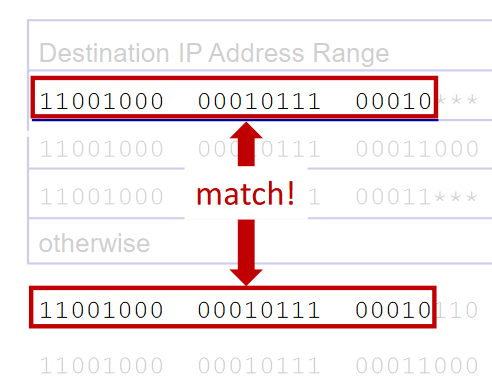 Destination IP Address Range
11001000 00010111 00010***
11001000 00010111 00011000
match!
11001000 1 00011***
otherwise
11001000 00010111 00010110
11001000 00010111 00011000